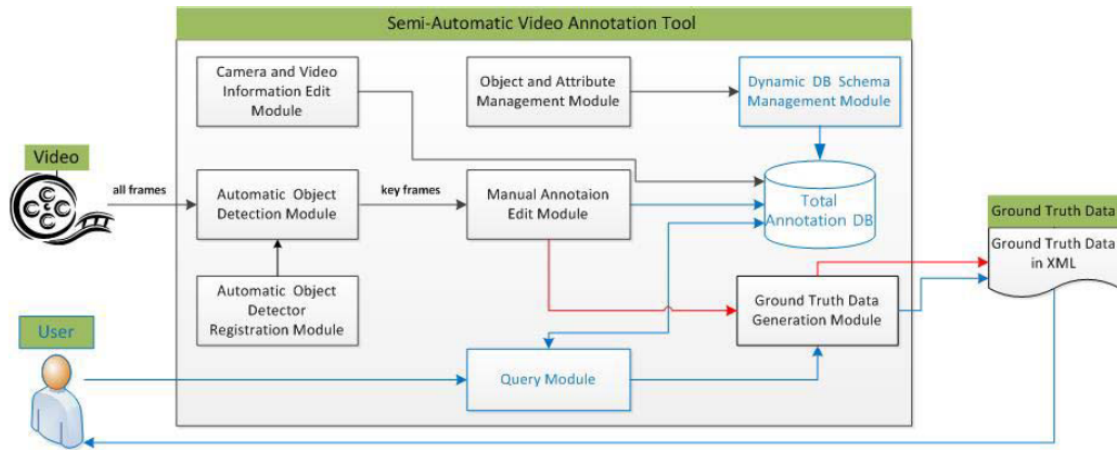 Semi-Automatic Video Annotation Tool
Camera and Video
Information Edit
Module
Object and Attribute
Management Module
Dynamic DB Schema
Management Module
Video
all frames
Automatic Object
Detection Module
key frames
Manual Annotaion
Edit Module
Total
Annotation DB
Ground Truth Data
Ground Truth Data
in XML
Automatic Object
Detector
Registration Module
Ground Truth Data
Generation Module
User
Query Module